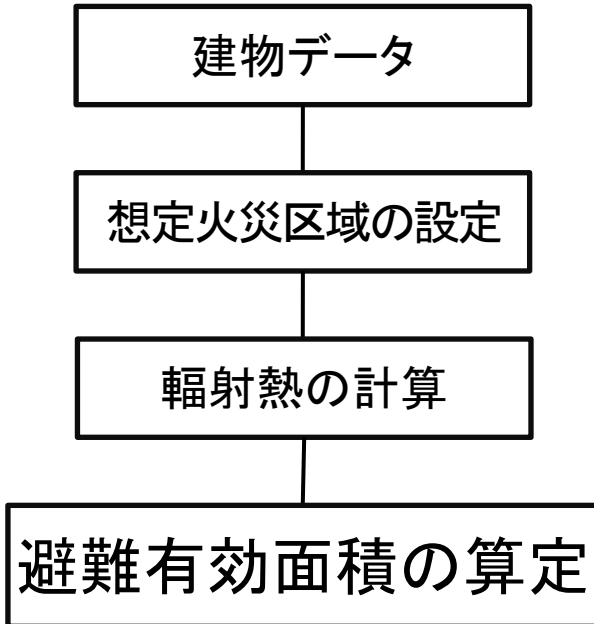 建物データ
想定火災区域の設定
輻射熱の計算
避難有効面積の算定